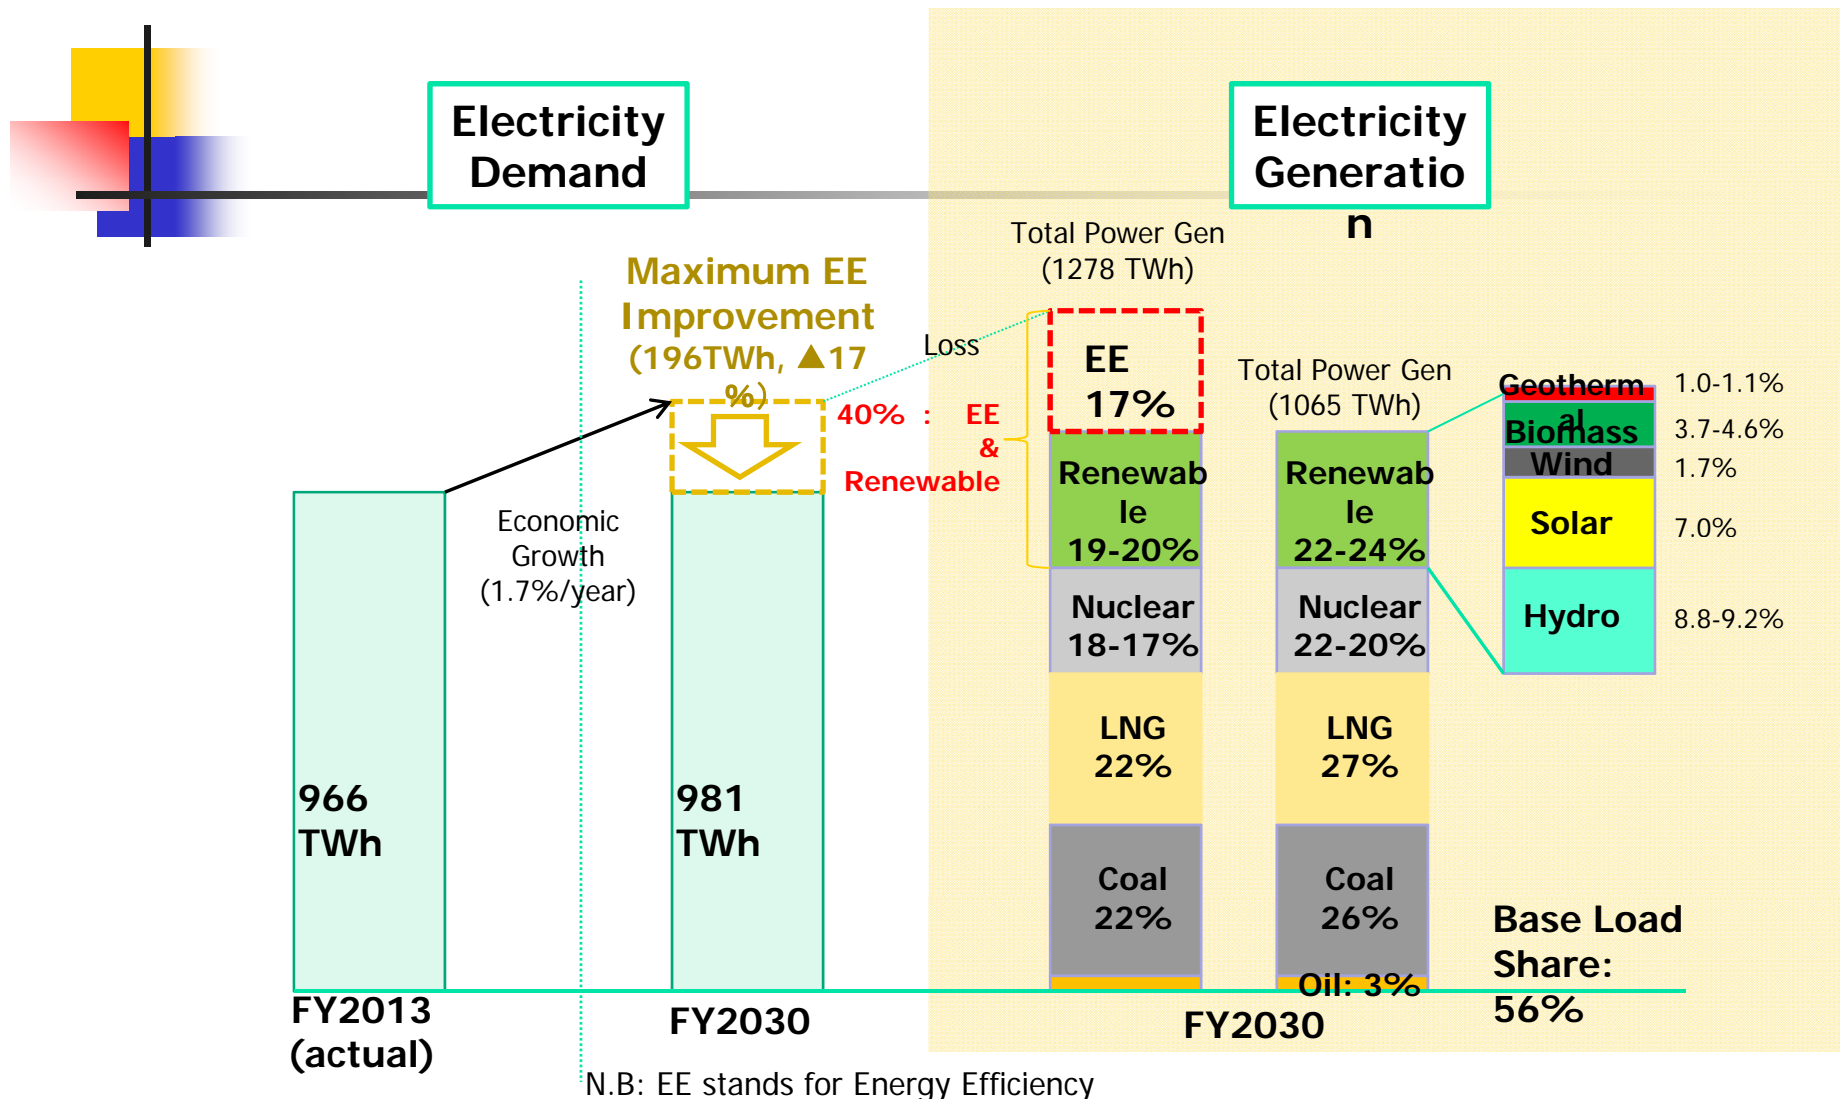 Electricity
Demand
Electricity
Generatio
n
Total Power Gen
(1278 TWh)
Maximum EE
Improvement
(196TWh, ▲17
%)
Loss
EE
17%
40% : EE
&
Renewable
Total Power Gen
(1065 TWh)
Geotherm
al
1.0-1.1%
Biomass
3.7-4.6%
Wind
1.7%
Solar
7.0%
Hydro
8.8-9.2%
Renewab
le
19-20%
Renewab
le
22-24%
Economic
Growth
(1.7%/year)
Nuclear
18-17%
Nuclear
22-20%
LNG
22%
LNG
27%
966
TWh
981
TWh
Coal
22%
Coal
26%
Oil: 3%
Base Load
Share:
56%
FY2013
(actual)
FY2030
FY2030
N.B: EE stands for Energy Efficiency